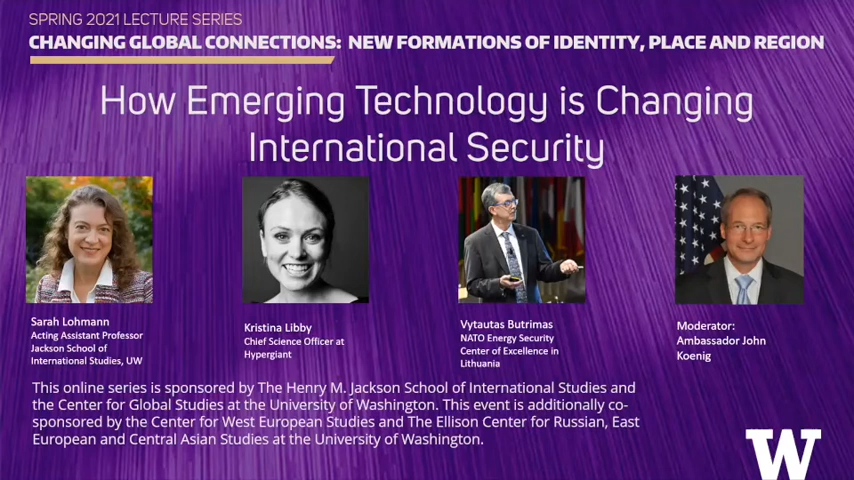 SPRING 2021 LECTURE SERIES
CHANGING GLOBAL CONNECTIONS: NEW FORMATIONS OF IDENTITY, PLACE AND REGION
How Emerging Technology is Changing
International Security
Sarah Lohmann
Acting Assistant Professor
Jackson School of
International Studies, UW
Kristina Libby
Chief Science Officer at
Hypergiant
Vytautas Butrimas
NATO Energy Security
Center of Excellence in
Lithuania
Moderator:
Ambassador John
Koenig
This online series is sponsored by The Henry M. Jackson School of International Studies and
the Center for Global Studies at the University of Washington. This event is additionally co-
sponsored by the Center for West European Studies and The Ellison Center for Russian, East
European and Central Asian Studies at the University of Washington.
W